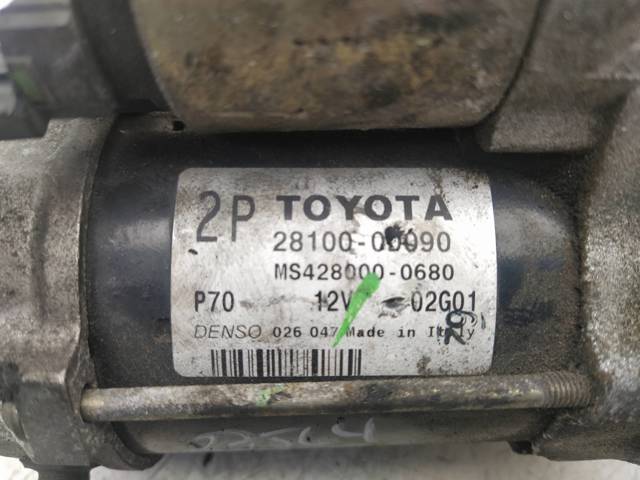 2P TOYOTA
28100-0D090
MS428000-0680
P70 12V 02G01
DENSO 026 047 Made in Italy